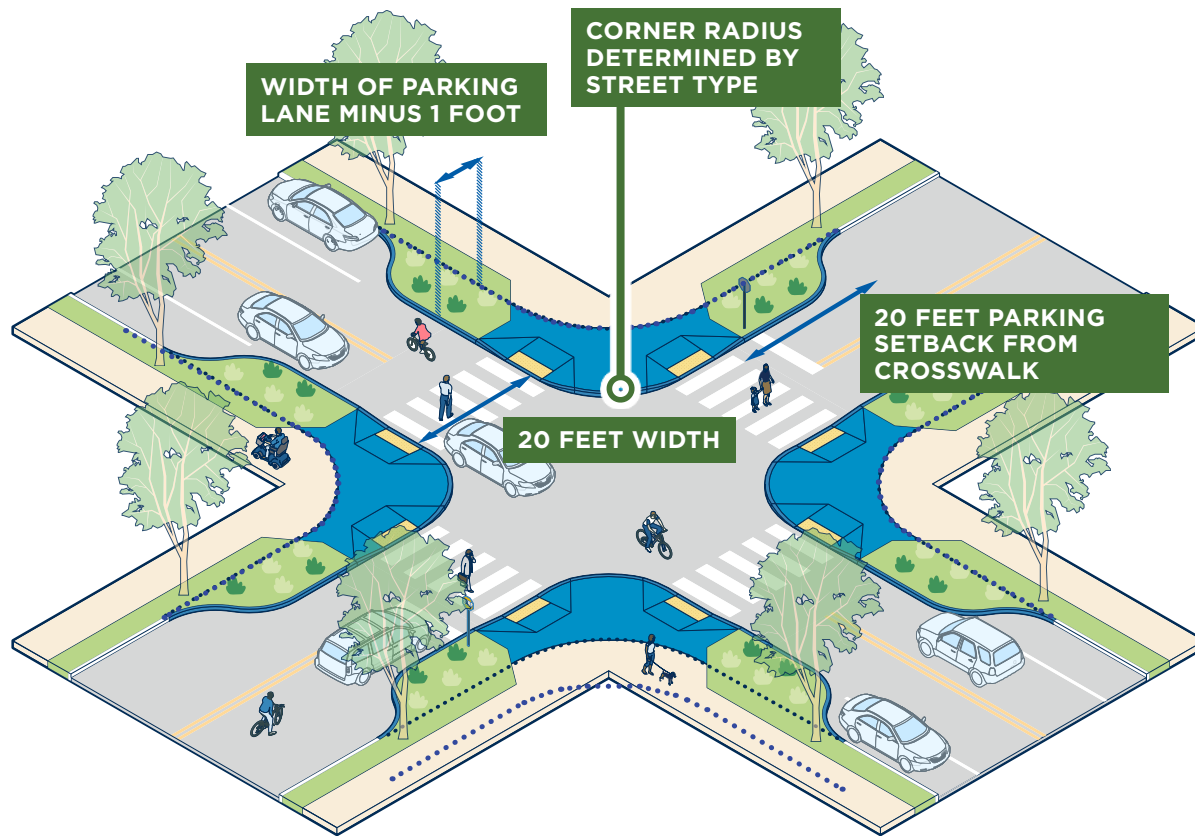 CORNER RADIUS
DETERMINED BY
STREET TYPE
WIDTH OF PARKING
LANE MINUS 1 FOOT
20 FEET PARKING
SETBACK FROM
CROSSWALK
20 FEET WIDTH